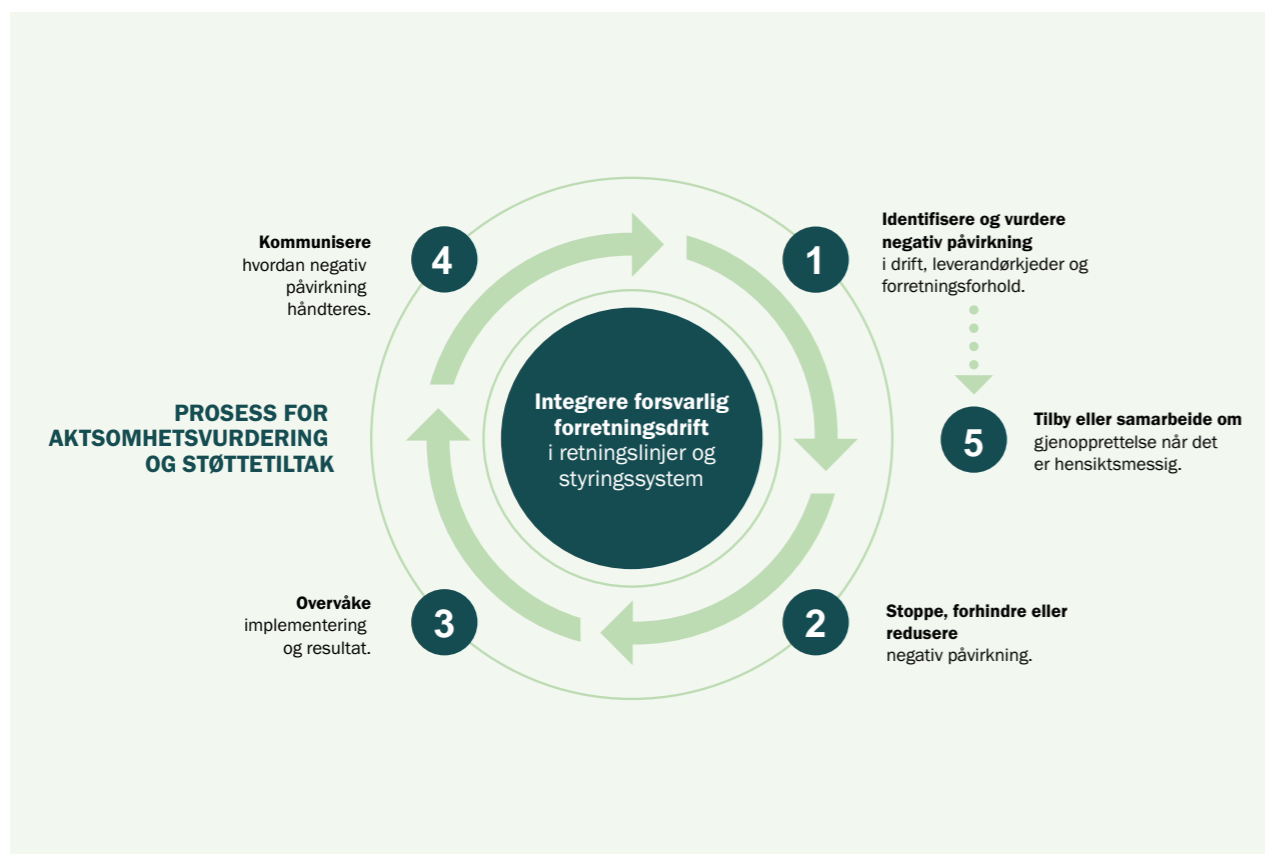 PROSESS FOR
AKTSOMHETSVURDERING
OG STØTTETILTAK
Integrere forsvarlig
forretningsdrift
i retningslinjer og
styringssystem
1
Identifisere og vurdere
negativ påvirkning
i drift, leverandørkjeder og
forretningsforhold.
2
Stoppe, forhindre eller
redusere
negativ påvirkning.
3
Overvåke
implementering
og resultat.
4
Kommunisere
hvordan negativ
påvirkning
håndteres.
5
Tilby eller samarbeide om
gjenopprettelse når det
er hensiktsmessig.